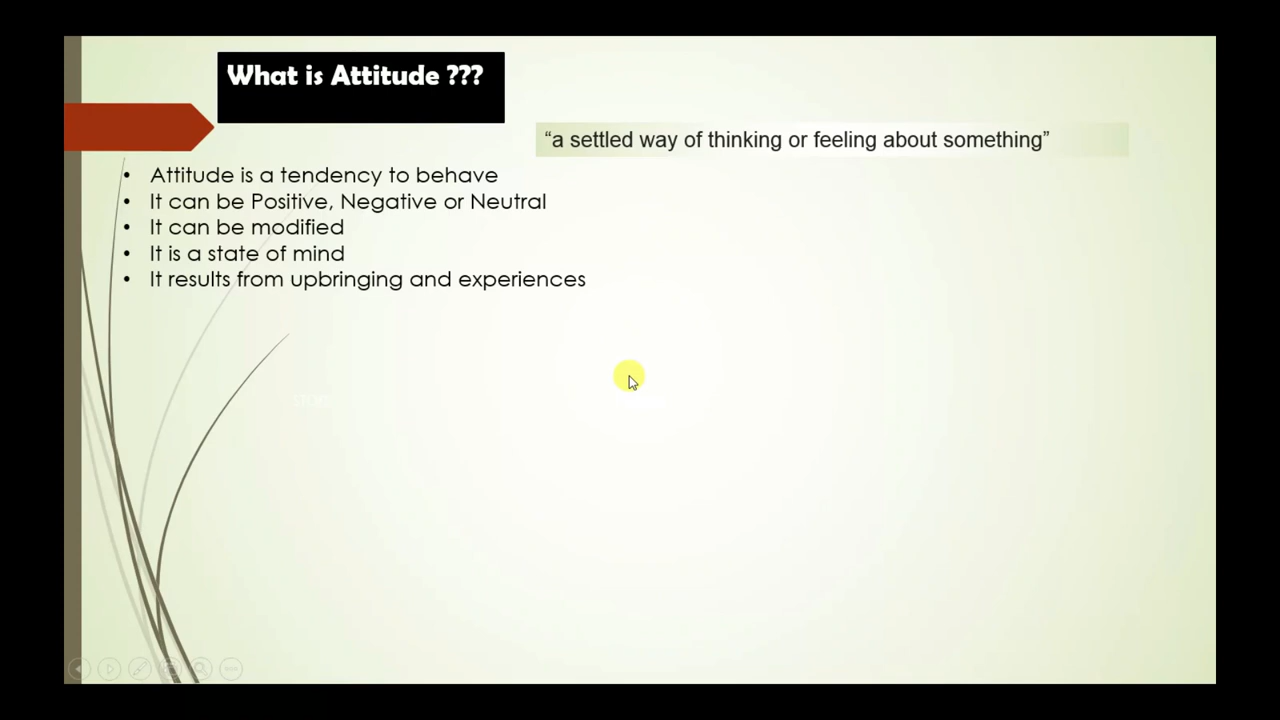 What is Attitude ???
“a settled way of thinking or feeling about something”
• Attitude is a tendency to behave
• It can be Positive, Negative or Neutral
• It can be modified
• It is a state of mind
• It results from upbringing and experiences